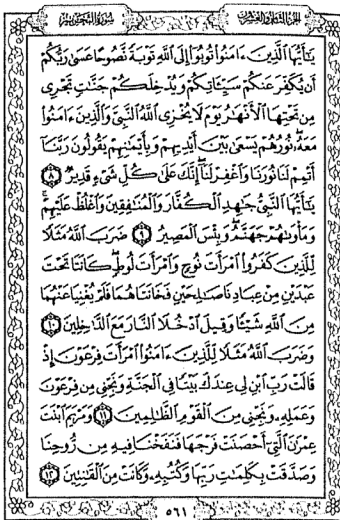 الجزء الثامن والعشرون
سورة التحريم
يَٰٓأَيُّهَا ٱلَّذِينَ ءَامَنُواْ تُوبُوٓاْ إِلَى ٱللَّهِ تَوْبَةً نَّصُوحًا عَسَىٰ رَبُّكُمْ
أَن يُكَفِّرَ عَنكُمْ سَيِّـَٔاتِكُمْ وَيُدْخِلَكُمْ جَنَّٰتٍ تَجْرِى
مِن تَحْتِهَا ٱلْأَنْهَٰرُ يَوْمَ لَا يُخْزِى ٱللَّهُ ٱلنَّبِىَّ وَٱلَّذِينَ ءَامَنُواْ
مَعَهُۥ نُورُهُمْ يَسْعَىٰ بَيْنَ أَيْدِيهِمْ وَبِأَيْمَٰنِهِمْ يَقُولُونَ رَبَّنَآ
أَتْمِمْ لَنَا نُورَنَا وَٱغْفِرْ لَنَآ إِنَّكَ عَلَىٰ كُلِّ شَىْءٍ قَدِيرٌ ٨
يَٰٓأَيُّهَا ٱلنَّبِىُّ جَٰهِدِ ٱلْكُفَّارَ وَٱلْمُنَٰفِقِينَ وَٱغْلُظْ عَلَيْهِمْ
وَمَأْوَىٰهُمْ جَهَنَّمُ وَبِئْسَ ٱلْمَصِيرُ ٩ ضَرَبَ ٱللَّهُ مَثَلًا
لِّلَّذِينَ كَفَرُواْ ٱمْرَأَتَ نُوحٍ وَٱمْرَأَتَ لُوطٍ كَانَتَا تَحْتَ
عَبْدَيْنِ مِنْ عِبَادِنَا صَٰلِحَيْنِ فَخَانَتَاهُمَا فَلَمْ يُغْنِيَا عَنْهُمَا
مِنَ ٱللَّهِ شَيْـًٔا وَقِيلَ ٱدْخُلَا ٱلنَّارَ مَعَ ٱلدَّٰخِلِينَ ١٠
وَضَرَبَ ٱللَّهُ مَثَلًا لِّلَّذِينَ ءَامَنُواْ ٱمْرَأَتَ فِرْعَوْنَ إِذْ
قَالَتْ رَبِّ ٱبْنِ لِى عِندَكَ بَيْتًا فِى ٱلْجَنَّةِ وَنَجِّنِى مِن فِرْعَوْنَ
وَعَمَلِهِۦ وَنَجِّنِى مِنَ ٱلْقَوْمِ ٱلظَّٰلِمِينَ ١١ وَمَرْيَمَ ٱبْنَتَ
عِمْرَٰنَ ٱلَّتِىٓ أَحْصَنَتْ فَرْجَهَا فَنَفَخْنَا فِيهِ مِن رُّوحِنَا
وَصَدَّقَتْ بِكَلِمَٰتِ رَبِّهَا وَكُتُبِهِۦ وَكَانَتْ مِنَ ٱلْقَٰنِتِينَ ١٢
٥٦١